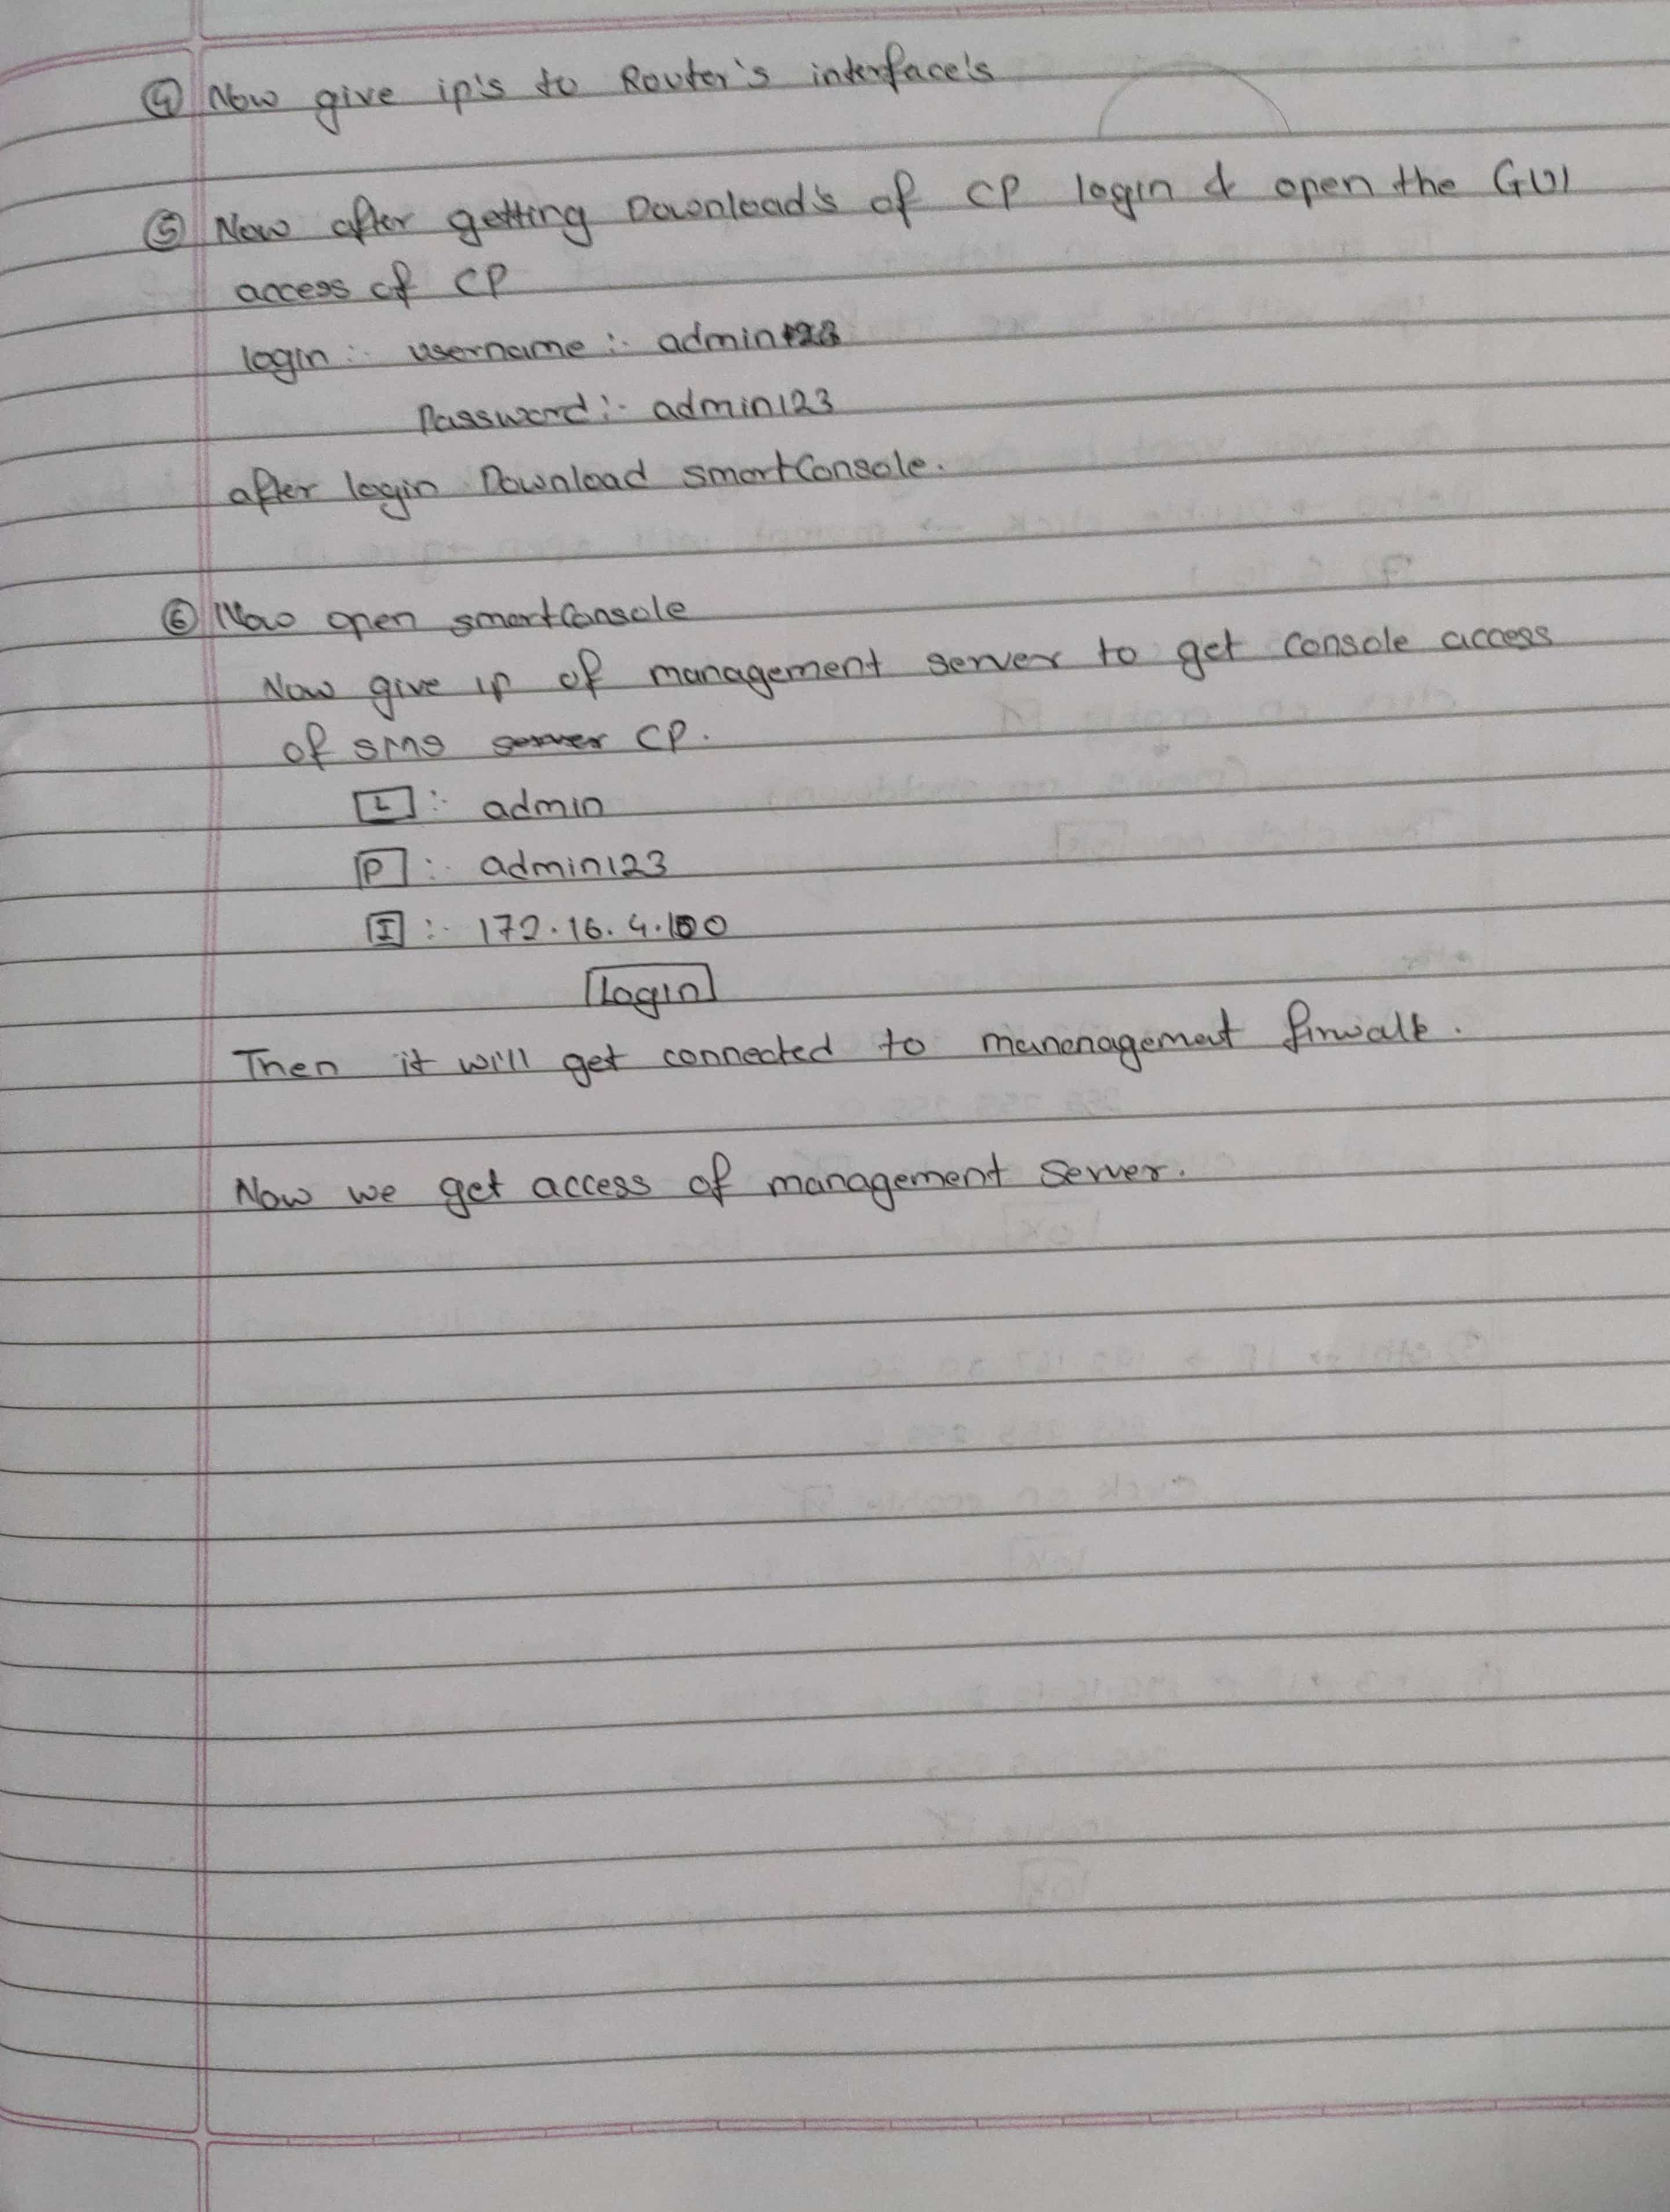 ④ Now give ip's to Router's interface's
⑤ Now after getting Download's of CP login & open the GUI
access of CP
login :- username :- admin
Password :- admin123
after login Download smartConsole.
⑥ Now open smartConsole
Now give ip of management server to get console access
of SMS server CP.
[L] :- admin
[P] :- admin123
[I] :- 172.16.4.100
[login]
Then it will get connected to mananagement
Now we get access of management server.